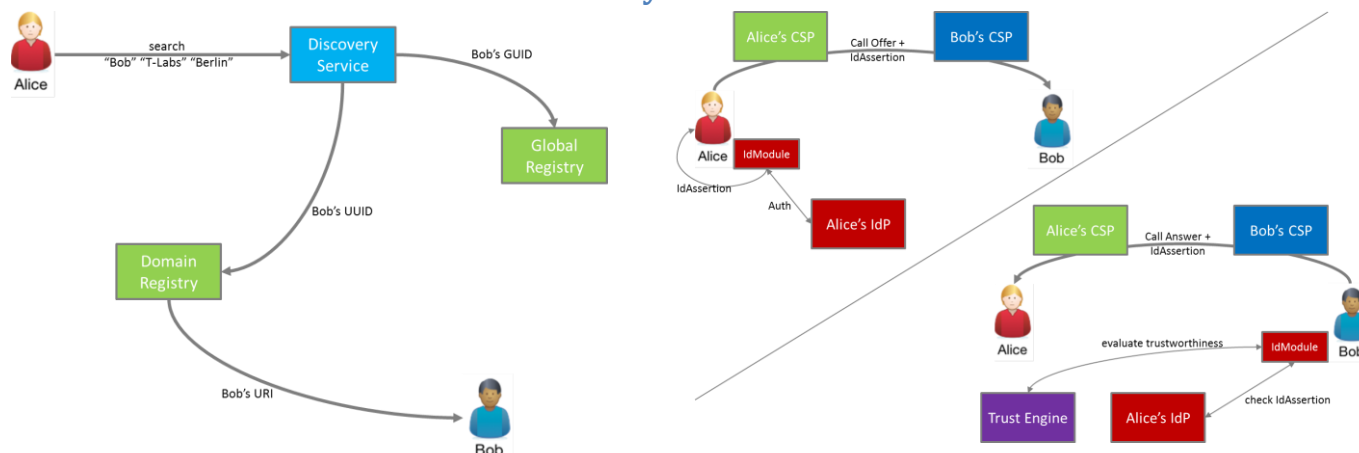 search
"Bob" "T-Labs" "Berlin"
Alice
Discovery
Service
Bob's GUID
Global
Registry
Bob's UUID
Domain
Registry
Bob's URI
Bob
Alice's CSP
Call Offer +
IdAssertion
Bob's CSP
Alice
IdModule
IdAssertion
Auth
Alice's IdP
Bob
Alice's CSP
Call Answer +
IdAssertion
Bob's CSP
Alice
Bob
evaluate trustworthiness
IdModule
Trust Engine
Alice's IdP
check IdAssertion